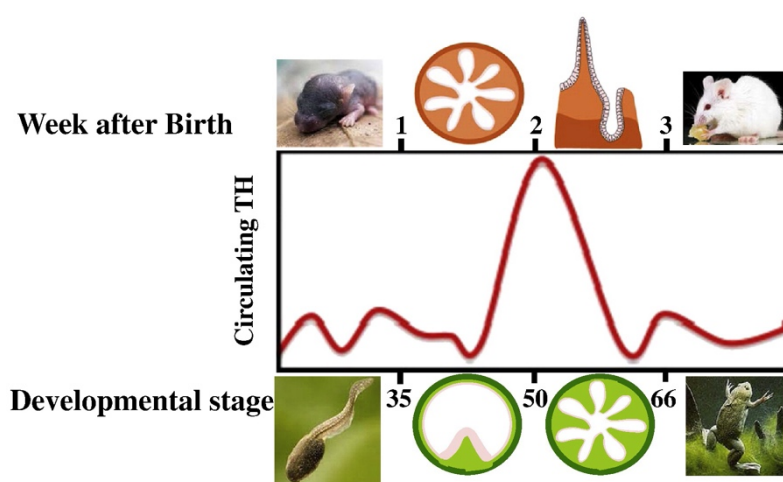 Week after Birth
1
2
3
Circulating TH
Developmental stage
35
50
66